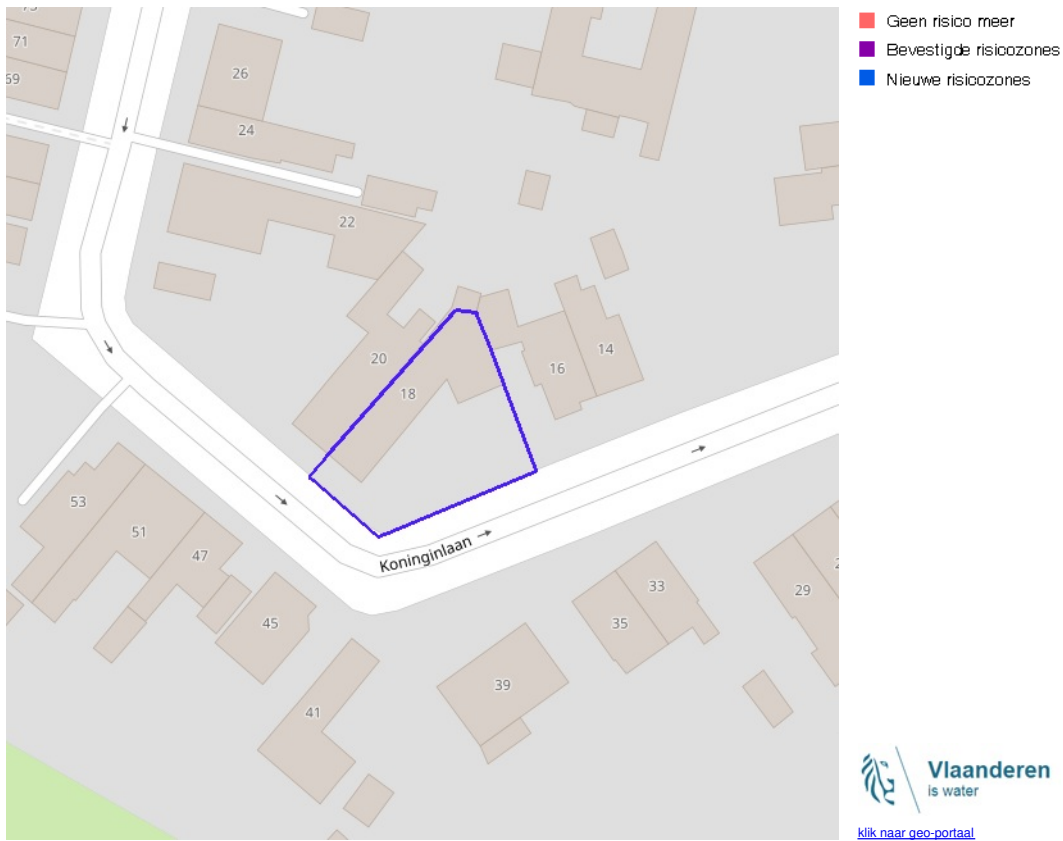 Geen risico meer
Bevestigde risicozones
Nieuwe risicozones
71
69
26
24
22
20
18
16
14
53
51
47
45
41
39
35
33
29
Koninginlaan
Vlaanderen
is water
klik naar geo-portaal